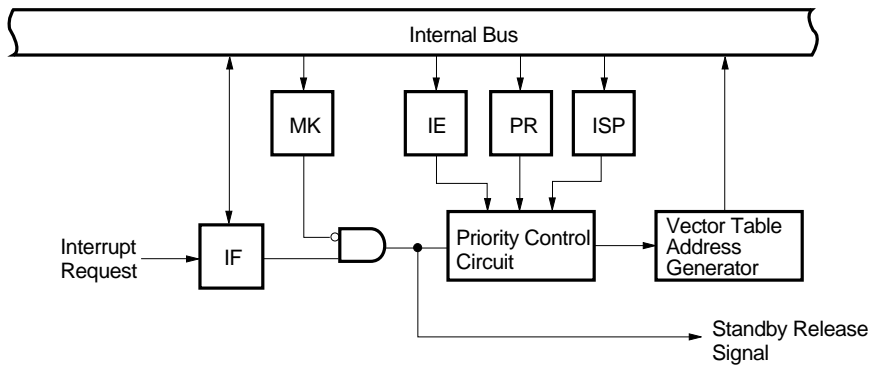 Internal Bus
MK
IE
PR
ISP
Interrupt
Request
IF
Priority Control
Circuit
Vector Table
Address
Generator
Standby Release
Signal